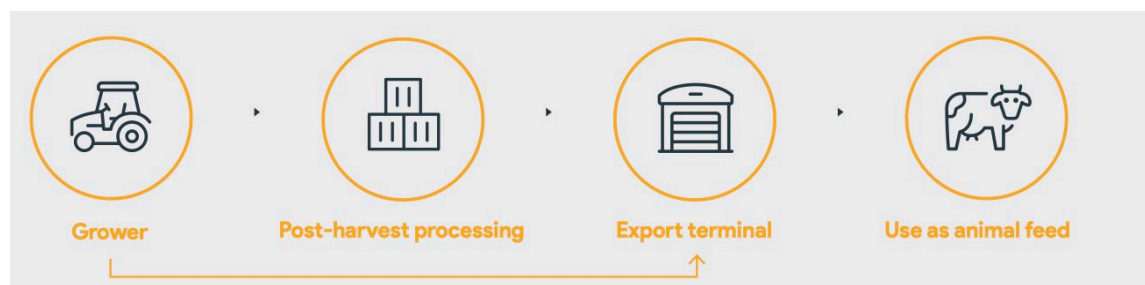 Grower
Post-harvest processing
Export terminal
Use as animal feed